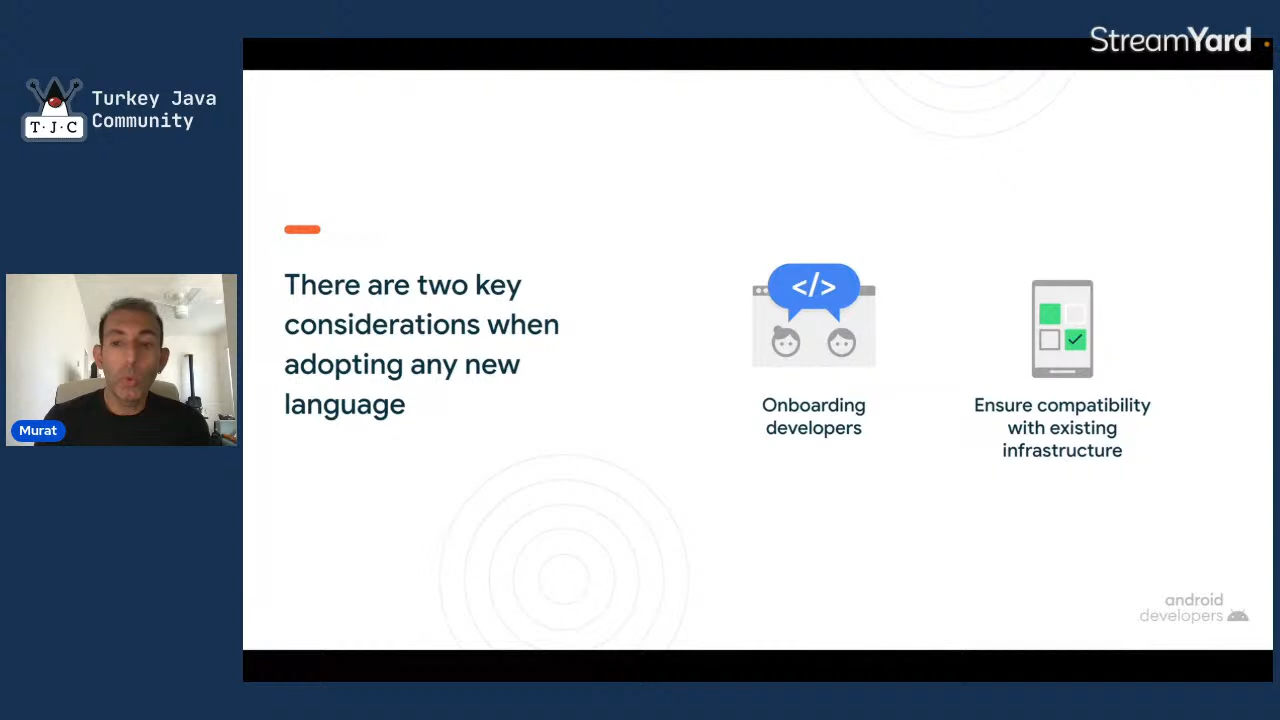 StreamYard
Turkey Java
Community
T·J·C
There are two key
considerations when
adopting any new
language
</>
Onboarding
developers
Ensure compatibility
with existing
infrastructure
Murat
android
developers